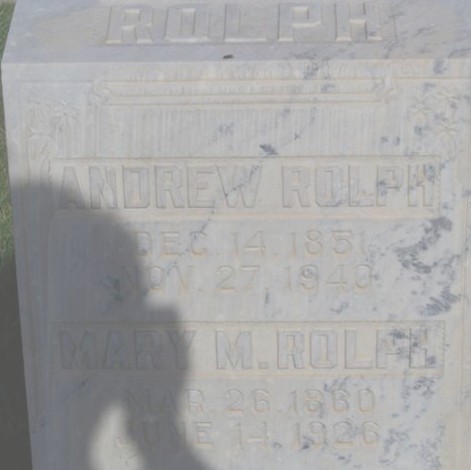 ROLPH
ANDREW ROLPH
DEC. 14. 1851
NOV. 27. 1940
MARY M. ROLPH
MAR. 26. 1860
JUNE 14. 1926